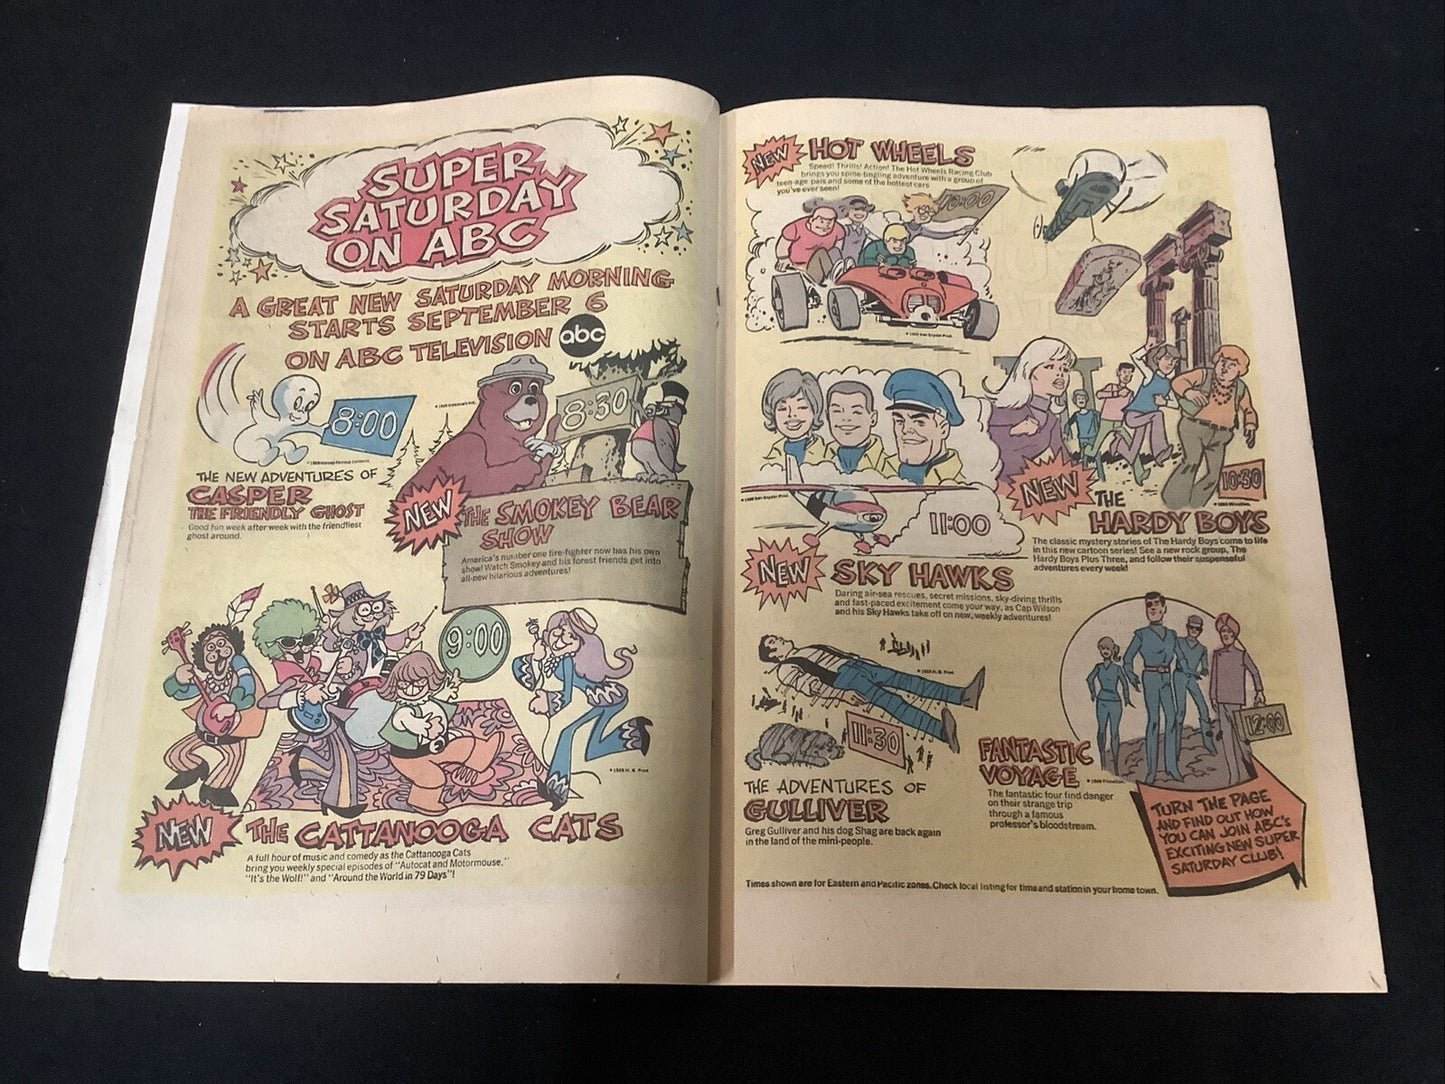 SUPER
SATURDAY
ON ABC
A GREAT NEW SATURDAY MORNING
STARTS SEPTEMBER 6
ON ABC TELEVISION abc
8:00
THE NEW ADVENTURES OF
CASPER
THE FRIENDLY GHOST
Good fun week after week with the friendliest
ghost around.
8:30
NEW
THE SMOKEY BEAR
SHOW
America's number one fire-fighter now has his own
show! Watch Smokey and his forest friends get into
all-new hilarious adventures!
9:00
© 1969 H. B. Prod.
NEW
THE CATTANOOGA CATS
A full hour of music and comedy as the Cattanooga Cats
bring you weekly special episodes of "Autocat and Motormouse,"
"It's the Wolf!" and "Around the World in 79 Days"!
NEW
HOT WHEELS
Speed! Thrills! Action! The Hot Wheels Racing Club
brings you spine-tingling adventure with a group of
teen-age pals and some of the hottest cars
you've ever seen!
10:00
© 1969 Ken Snyder Prod.
10:30
NEW
THE
HARDY BOYS
The classic mystery stories of The Hardy Boys come to life
in this new cartoon series! See a new rock group, The
Hardy Boys Plus Three, and follow their suspenseful
adventures every week!
© 1969 Ken Snyder Prod.
11:00
NEW
SKY HAWKS
Daring air-sea rescues, secret missions, sky-diving thrills
and fast-paced excitement come your way, as Cap Wilson
and his Sky Hawks take off on new, weekly adventures!
© 1969 H. B. Prod.
11:30
THE ADVENTURES OF
GULLIVER
Greg Gulliver and his dog Shag are back again
in the land of the mini-people.
12:00
FANTASTIC
VOYAGE
The fantastic four find danger
on their strange trip
through a famous
professor's bloodstream.
TURN THE PAGE
AND FIND OUT HOW
YOU CAN JOIN ABC'S
EXCITING NEW SUPER
SATURDAY CLUB!
Times shown are for Eastern and Pacific zones. Check local listing for time and station in your home town.